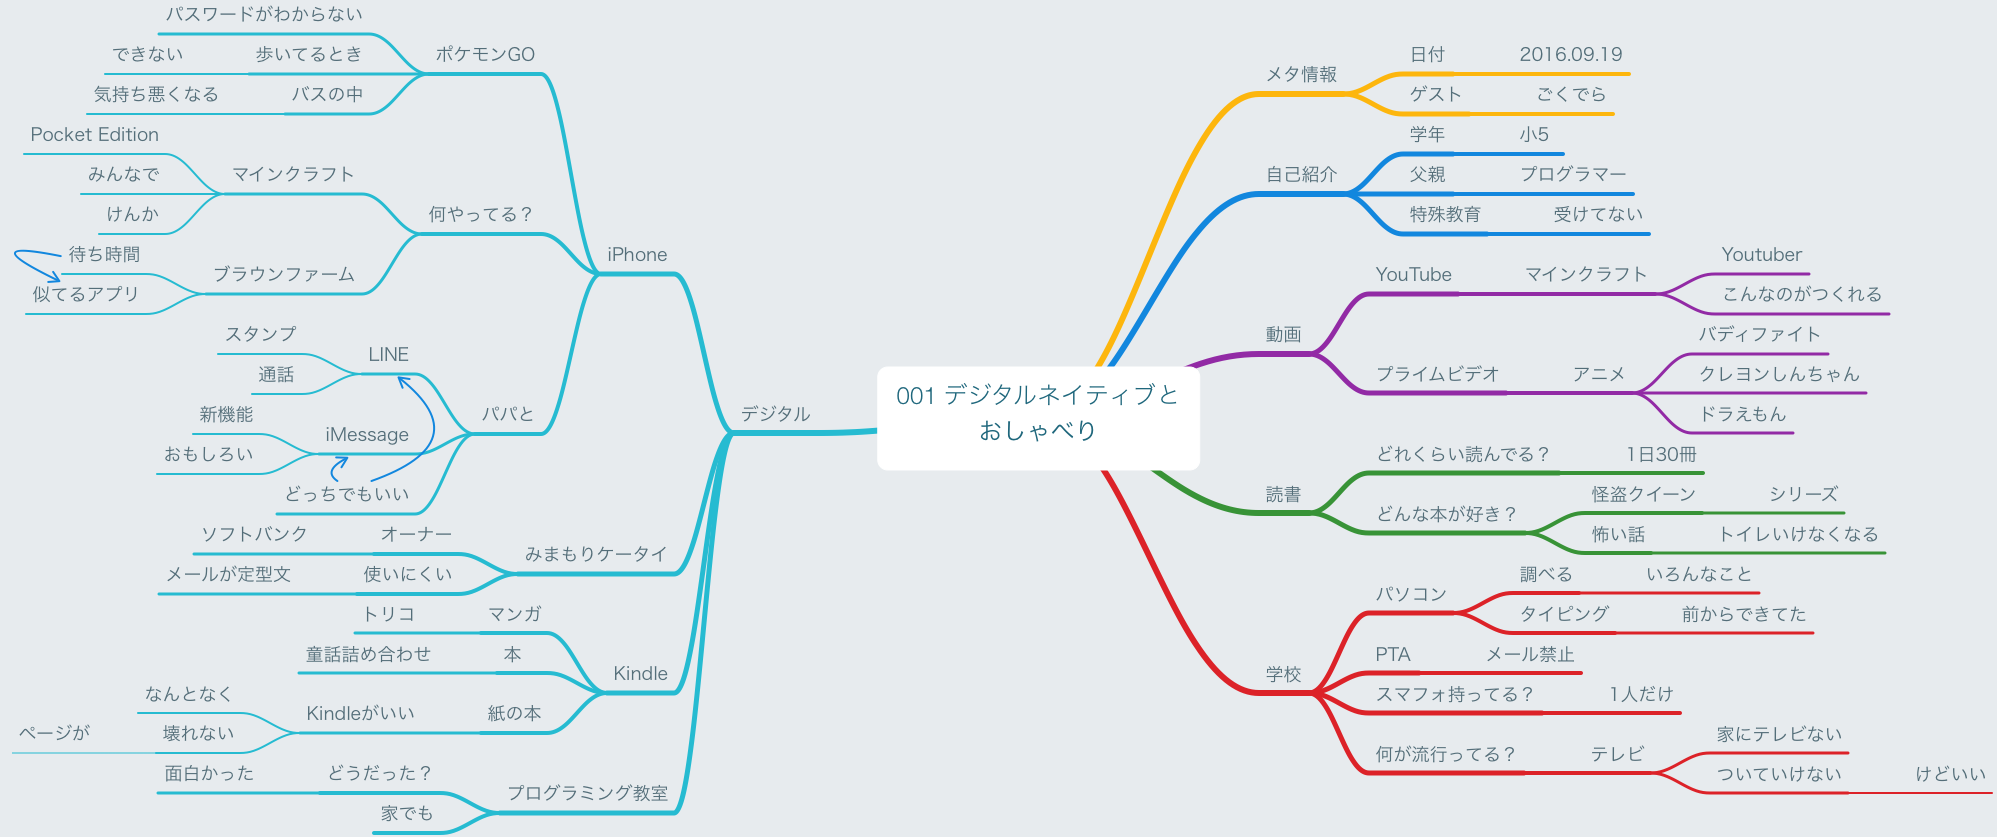 001 デジタルネイティブと
おしゃべり
メタ情報
日付
2016.09.19
ゲスト
ごくでら
自己紹介
学年
小5
父親
プログラマー
特殊教育
受けてない
動画
YouTube
マインクラフト
Youtuber
こんなのがつくれる
プライムビデオ
アニメ
バディファイト
クレヨンしんちゃん
ドラえもん
読書
どれくらい読んでる？
1日30冊
どんな本が好き？
怪盗クイーン
シリーズ
怖い話
トイレいけなくなる
学校
パソコン
調べる
いろんなこと
タイピング
前からできてた
PTA
メール禁止
スマフォ持ってる？
1人だけ
何が流行ってる？
テレビ
家にテレビない
ついていけない
けどいい
デジタル
iPhone
ポケモンGO
パスワードがわからない
歩いてるとき
できない
バスの中
気持ち悪くなる
何やってる？
マインクラフト
Pocket Edition
みんなで
けんか
ブラウンファーム
待ち時間
似てるアプリ
パパと
LINE
スタンプ
通話
iMessage
新機能
おもしろい
どっちでもいい
みまもりケータイ
オーナー
ソフトバンク
使いにくい
メールが定型文
Kindle
マンガ
トリコ
本
童話詰め合わせ
紙の本
Kindleがいい
なんとなく
壊れない
ページが
プログラミング教室
どうだった？
面白かった
家でも